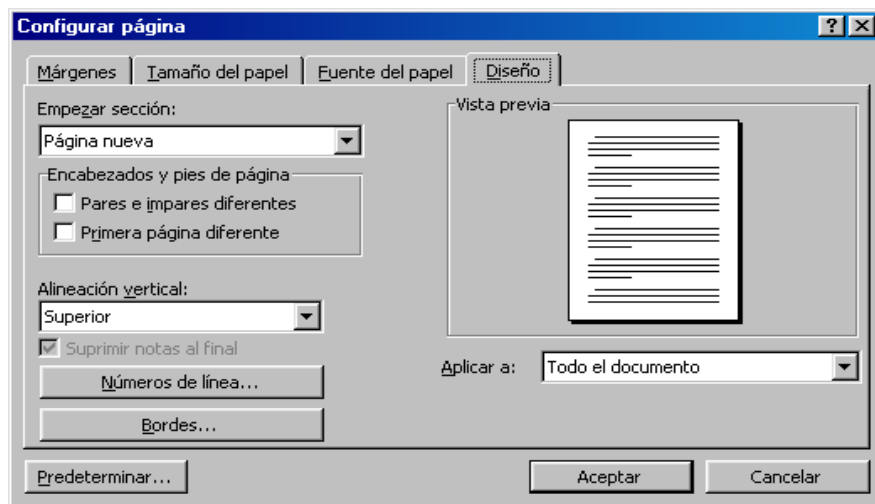 Configurar página
Márgenes
Tamaño del papel
Fuente del papel
Diseño
Empezar sección:
Página nueva
Encabezados y pies de página
Pares e impares diferentes
Primera página diferente
Alineación vertical:
Superior
Suprimir notas al final
Números de línea...
Bordes...
Vista previa
Aplicar a:
Todo el documento
Predeterminar...
Aceptar
Cancelar